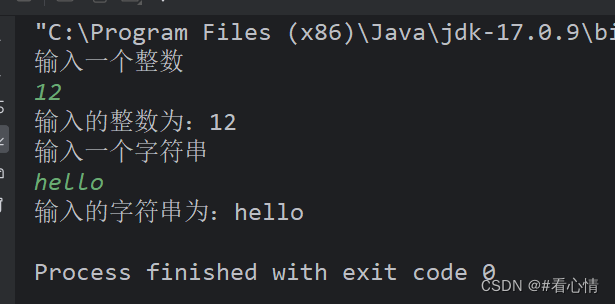 "C:\Program Files (x86)\Java\jdk-17.0.9\bi
输入一个整数
12
输入的整数为：12
输入一个字符串
hello
输入的字符串为：hello
Process finished with exit code 0
CSDN @#看心情